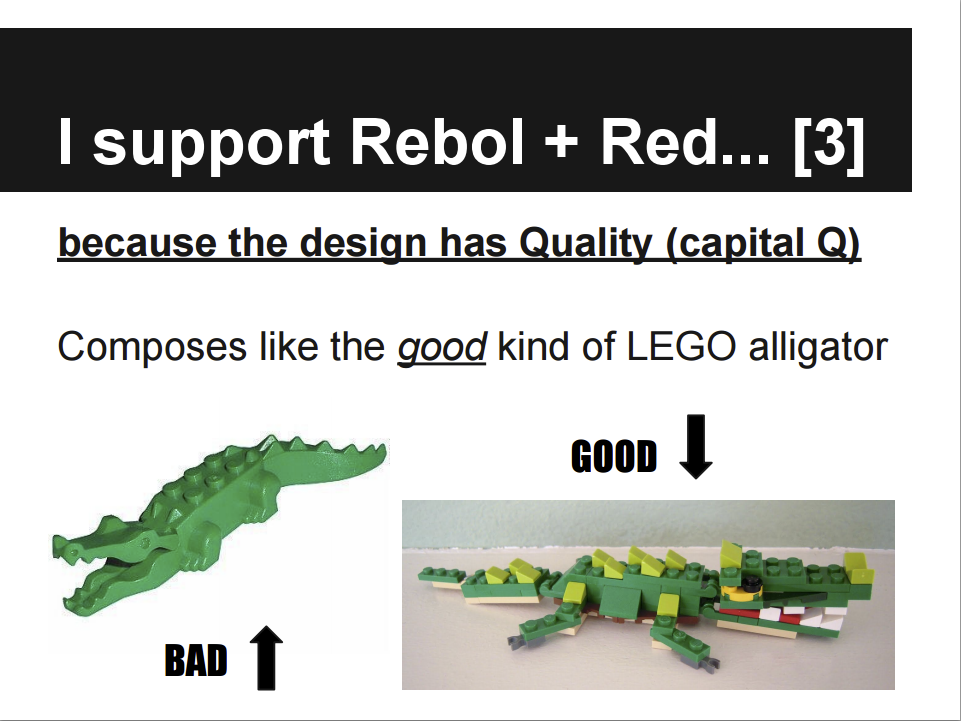 I support Rebol + Red... [3]
because the design has Quality (capital Q)
Composes like the good kind of LEGO alligator
GOOD
BAD